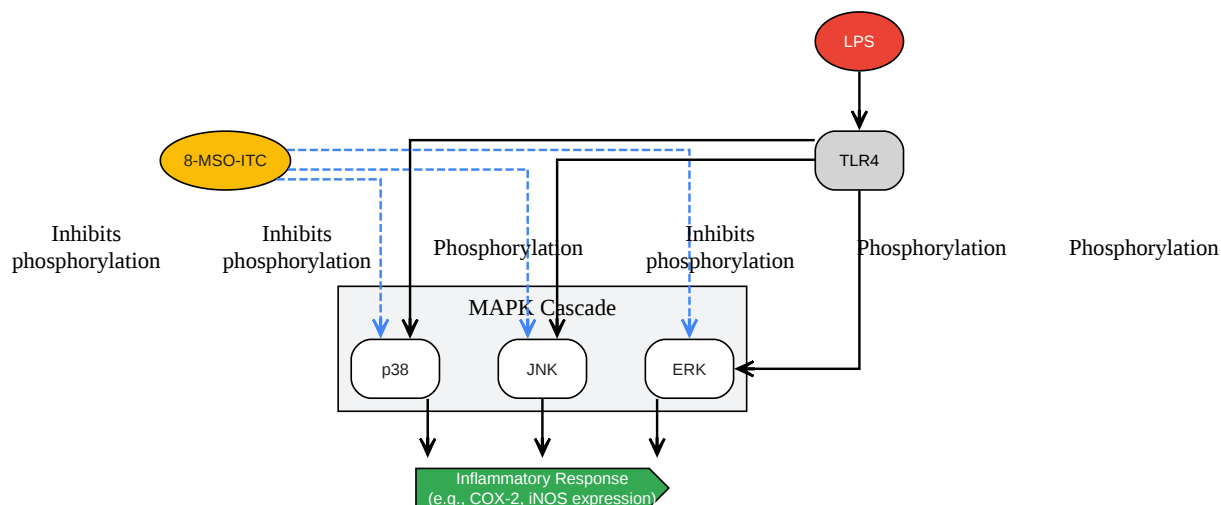 LPS
8-MSO-ITC
TLR4
Inhibits
phosphorylation
Inhibits
phosphorylation
Phosphorylation
Inhibits
phosphorylation
Phosphorylation
Phosphorylation
MAPK Cascade
p38
JNK
ERK
Inflammatory Response
(e.g., COX-2, iNOS expression)